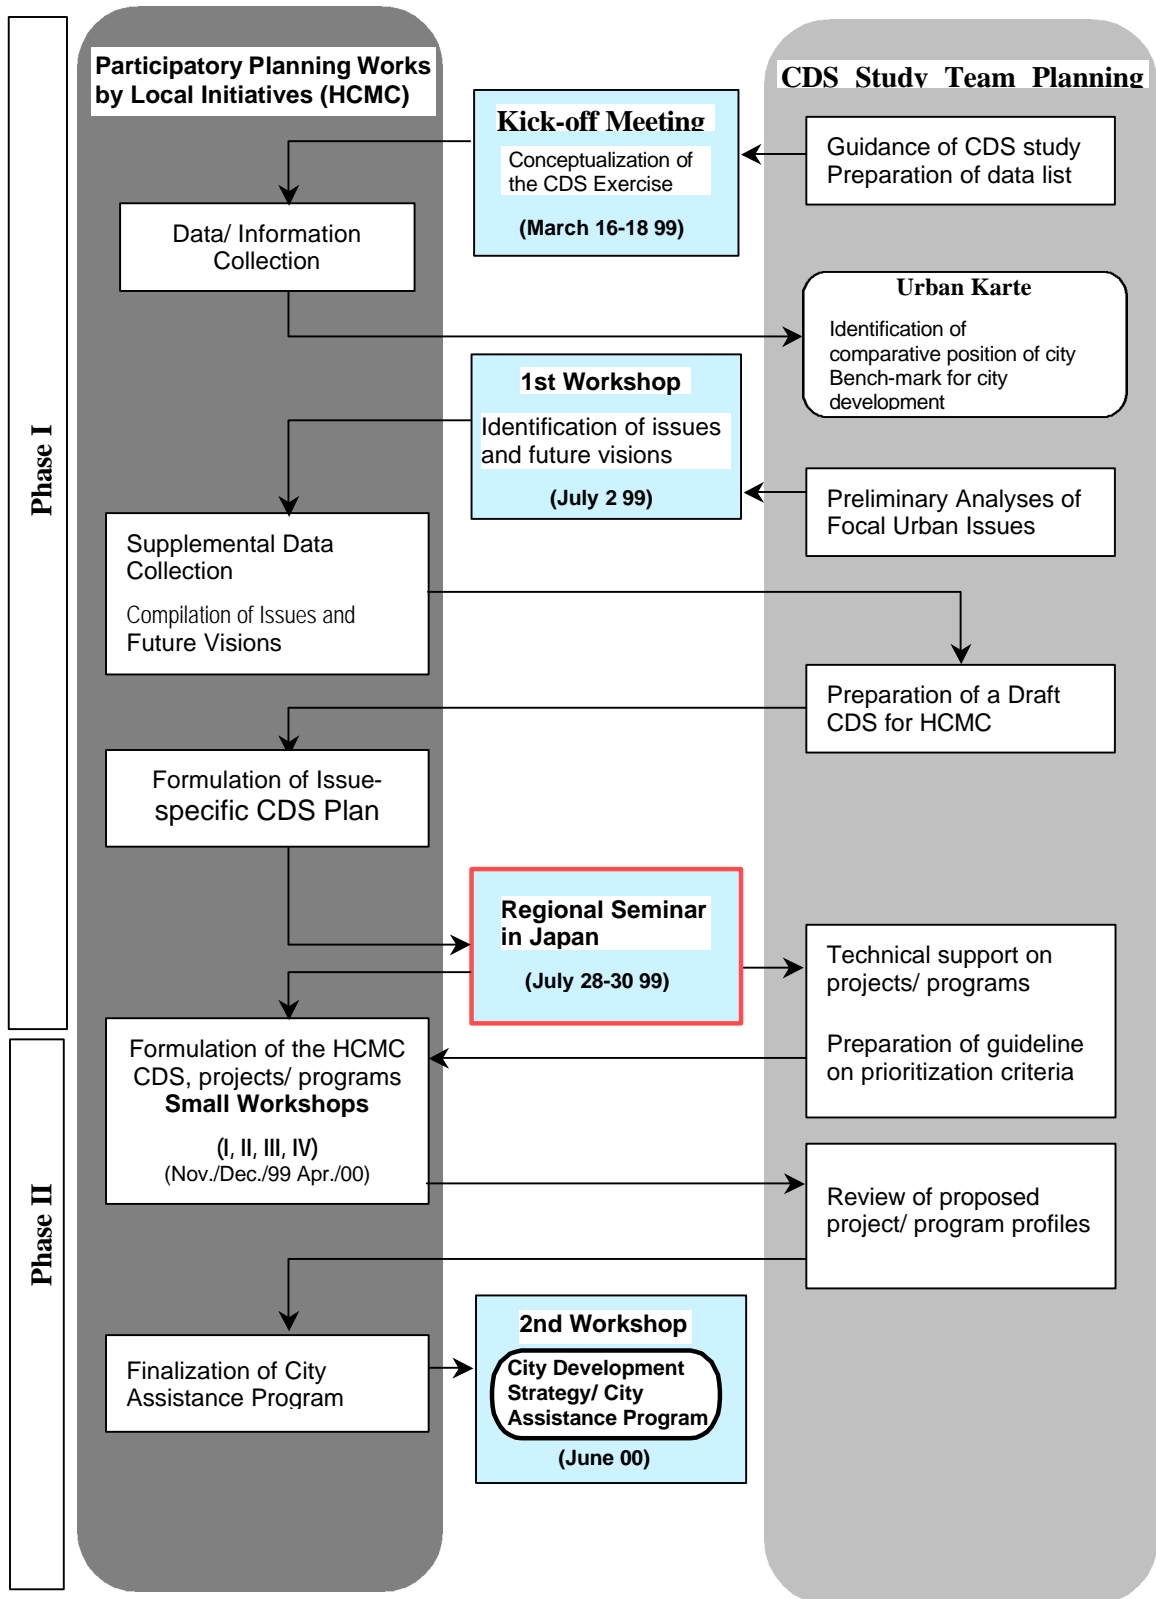 Phase I
Phase II
Participatory Planning Works
by Local Initiatives (HCMC)
CDS Study Team Planning
Kick-off Meeting
Conceptualization of
the CDS Exercise
(March 16-18 99)
Guidance of CDS study
Preparation of data list
Data/ Information
Collection
Urban Karte
Identification of
comparative position of city
Bench-mark for city
development
1st Workshop
Identification of issues
and future visions
(July 2 99)
Preliminary Analyses of
Focal Urban Issues
Supplemental Data
Collection
Compilation of Issues and
Future Visions
Preparation of a Draft
CDS for HCMC
Formulation of Issue-
specific CDS Plan
Regional Seminar
in Japan
(July 28-30 99)
Technical support on
projects/ programs
Preparation of guideline
on prioritization criteria
Formulation of the HCMC
CDS, projects/ programs
Small Workshops
(I, II, III, IV)
(Nov./Dec./99 Apr./00)
Review of proposed
project/ program profiles
Finalization of City
Assistance Program
2nd Workshop
City Development
Strategy/ City
Assistance Program
(June 00)